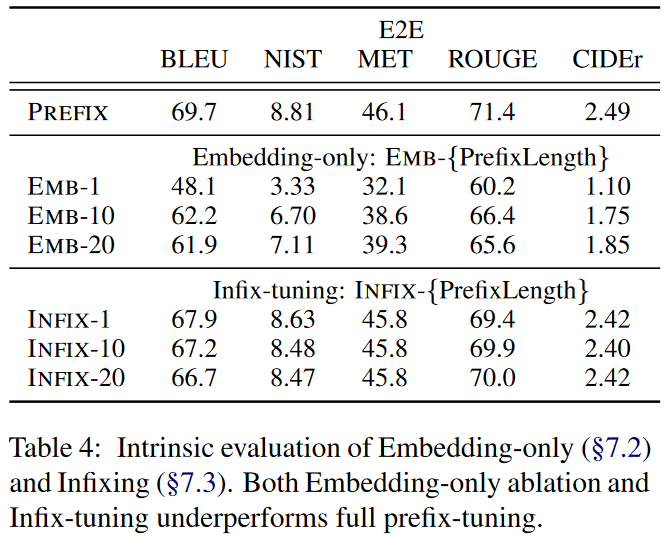 E2E
BLEU NIST MET ROUGE CIDEr
PREFIX 69.7 8.81 46.1 71.4 2.49
Embedding-only: EMB-{PrefixLength}
EMB-1 48.1 3.33 32.1 60.2 1.10
EMB-10 62.2 6.70 38.6 66.4 1.75
EMB-20 61.9 7.11 39.3 65.6 1.85
Infix-tuning: INFIX-{PrefixLength}
INFIX-1 67.9 8.63 45.8 69.4 2.42
INFIX-10 67.2 8.48 45.8 69.9 2.40
INFIX-20 66.7 8.47 45.8 70.0 2.42
Table 4: Intrinsic evaluation of Embedding-only (§7.2)
and Infixing (§7.3). Both Embedding-only ablation and
Infix-tuning underperforms full prefix-tuning.